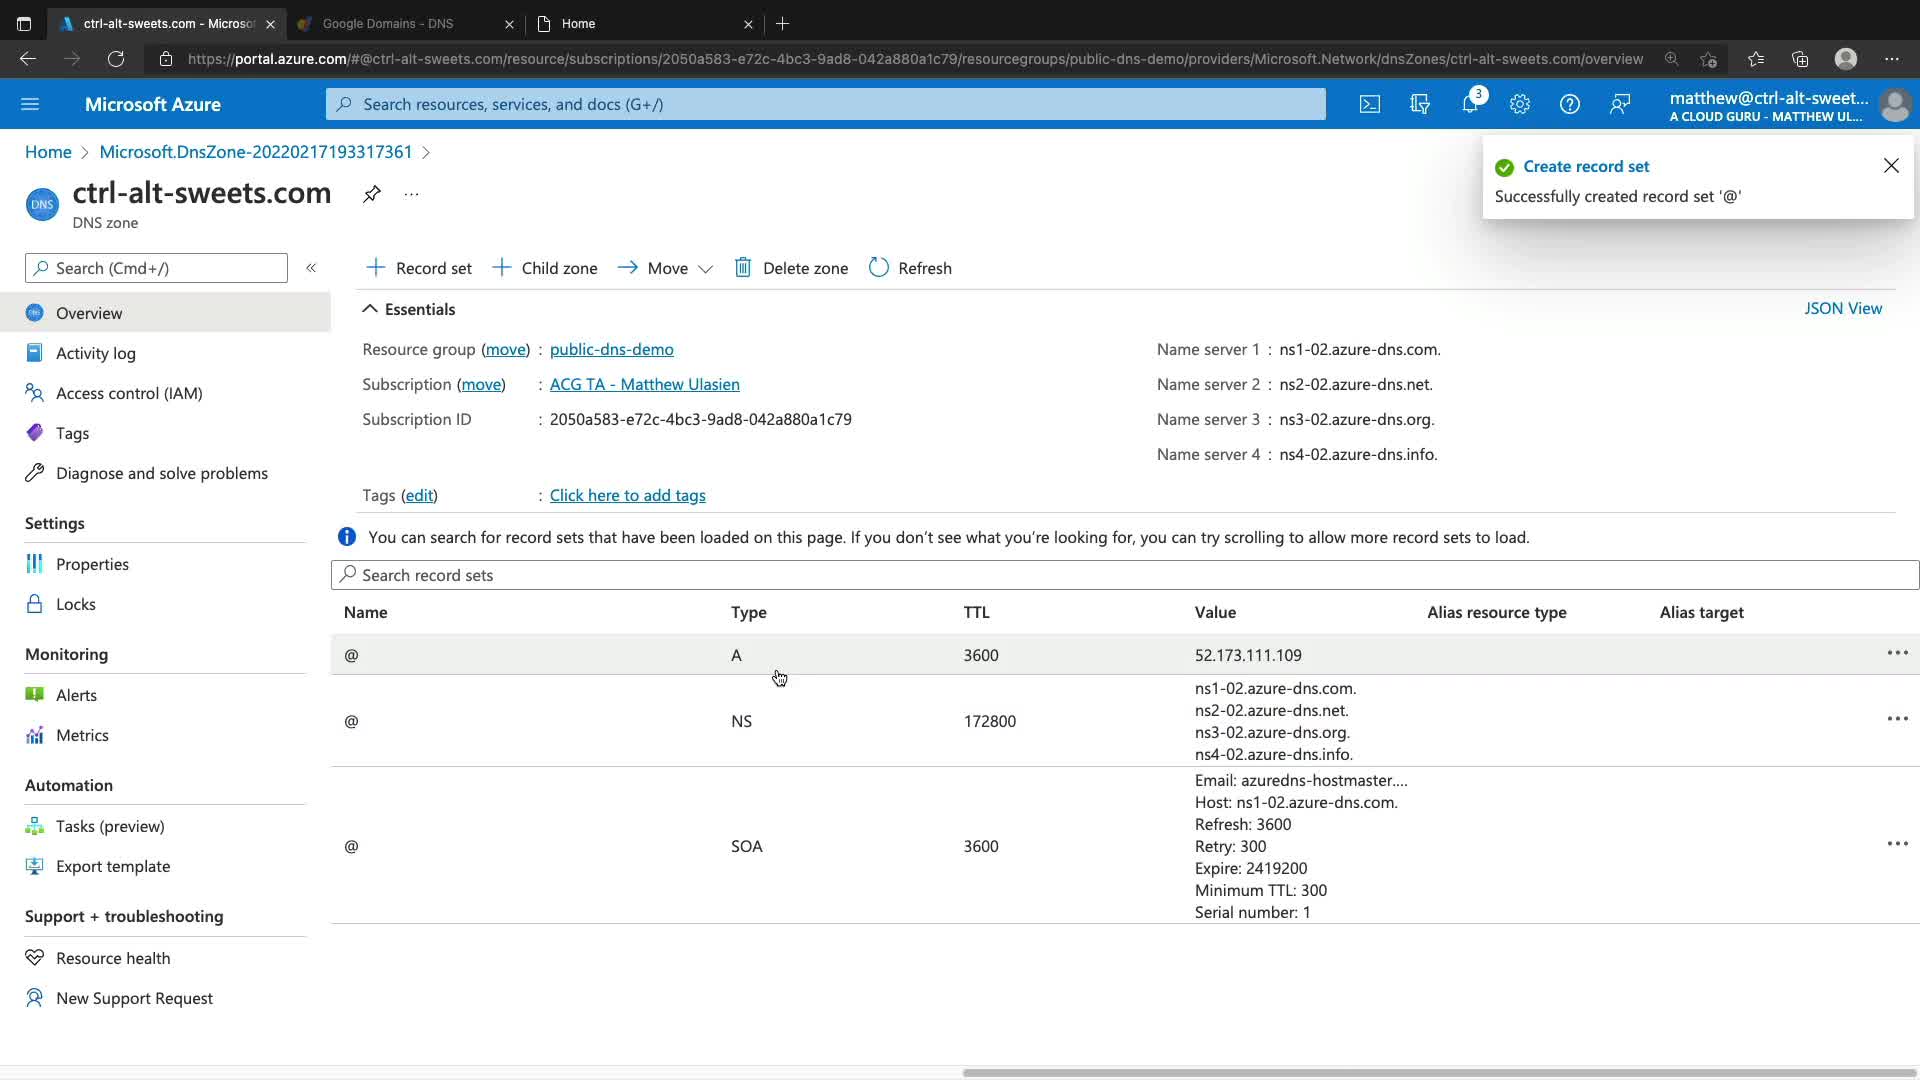 ctrl-alt-sweets.com - Microsof
Google Domains - DNS
Home
https://portal.azure.com/#@ctrl-alt-sweets.com/resource/subscriptions/2050a583-e72c-4bc3-9ad8-042a880a1c79/resourcegroups/public-dns-demo/providers/Microsoft.Network/dnsZones/ctrl-alt-sweets.com/overview
Microsoft Azure
Search resources, services, and docs (G+/)
3
matthew@ctrl-alt-sweet...
A CLOUD GURU - MATTHEW UL...
Home > Microsoft.DnsZone-20220217193317361 >
Create record set
Successfully created record set '@'
DNS
ctrl-alt-sweets.com
...
DNS zone
Search (Cmd+/)
«
Record set
Child zone
Move
Delete zone
Refresh
Overview
Activity log
Access control (IAM)
Tags
Diagnose and solve problems
Settings
Properties
Locks
Monitoring
Alerts
Metrics
Automation
Tasks (preview)
Export template
Support + troubleshooting
Resource health
New Support Request
Essentials
JSON View
Resource group (move) : public-dns-demo
Subscription (move) : ACG TA - Matthew Ulasien
Subscription ID : 2050a583-e72c-4bc3-9ad8-042a880a1c79
Name server 1 : ns1-02.azure-dns.com.
Name server 2 : ns2-02.azure-dns.net.
Name server 3 : ns3-02.azure-dns.org.
Name server 4 : ns4-02.azure-dns.info.
Tags (edit) : Click here to add tags
You can search for record sets that have been loaded on this page. If you don't see what you're looking for, you can try scrolling to allow more record sets to load.
Search record sets
Name Type TTL Value Alias resource type Alias target
@ A 3600 52.173.111.109
@ NS 172800
ns1-02.azure-dns.com.
ns2-02.azure-dns.net.
ns3-02.azure-dns.org.
ns4-02.azure-dns.info.
@ SOA 3600
Email: azuredns-hostmaster....
Host: ns1-02.azure-dns.com.
Refresh: 3600
Retry: 300
Expire: 2419200
Minimum TTL: 300
Serial number: 1